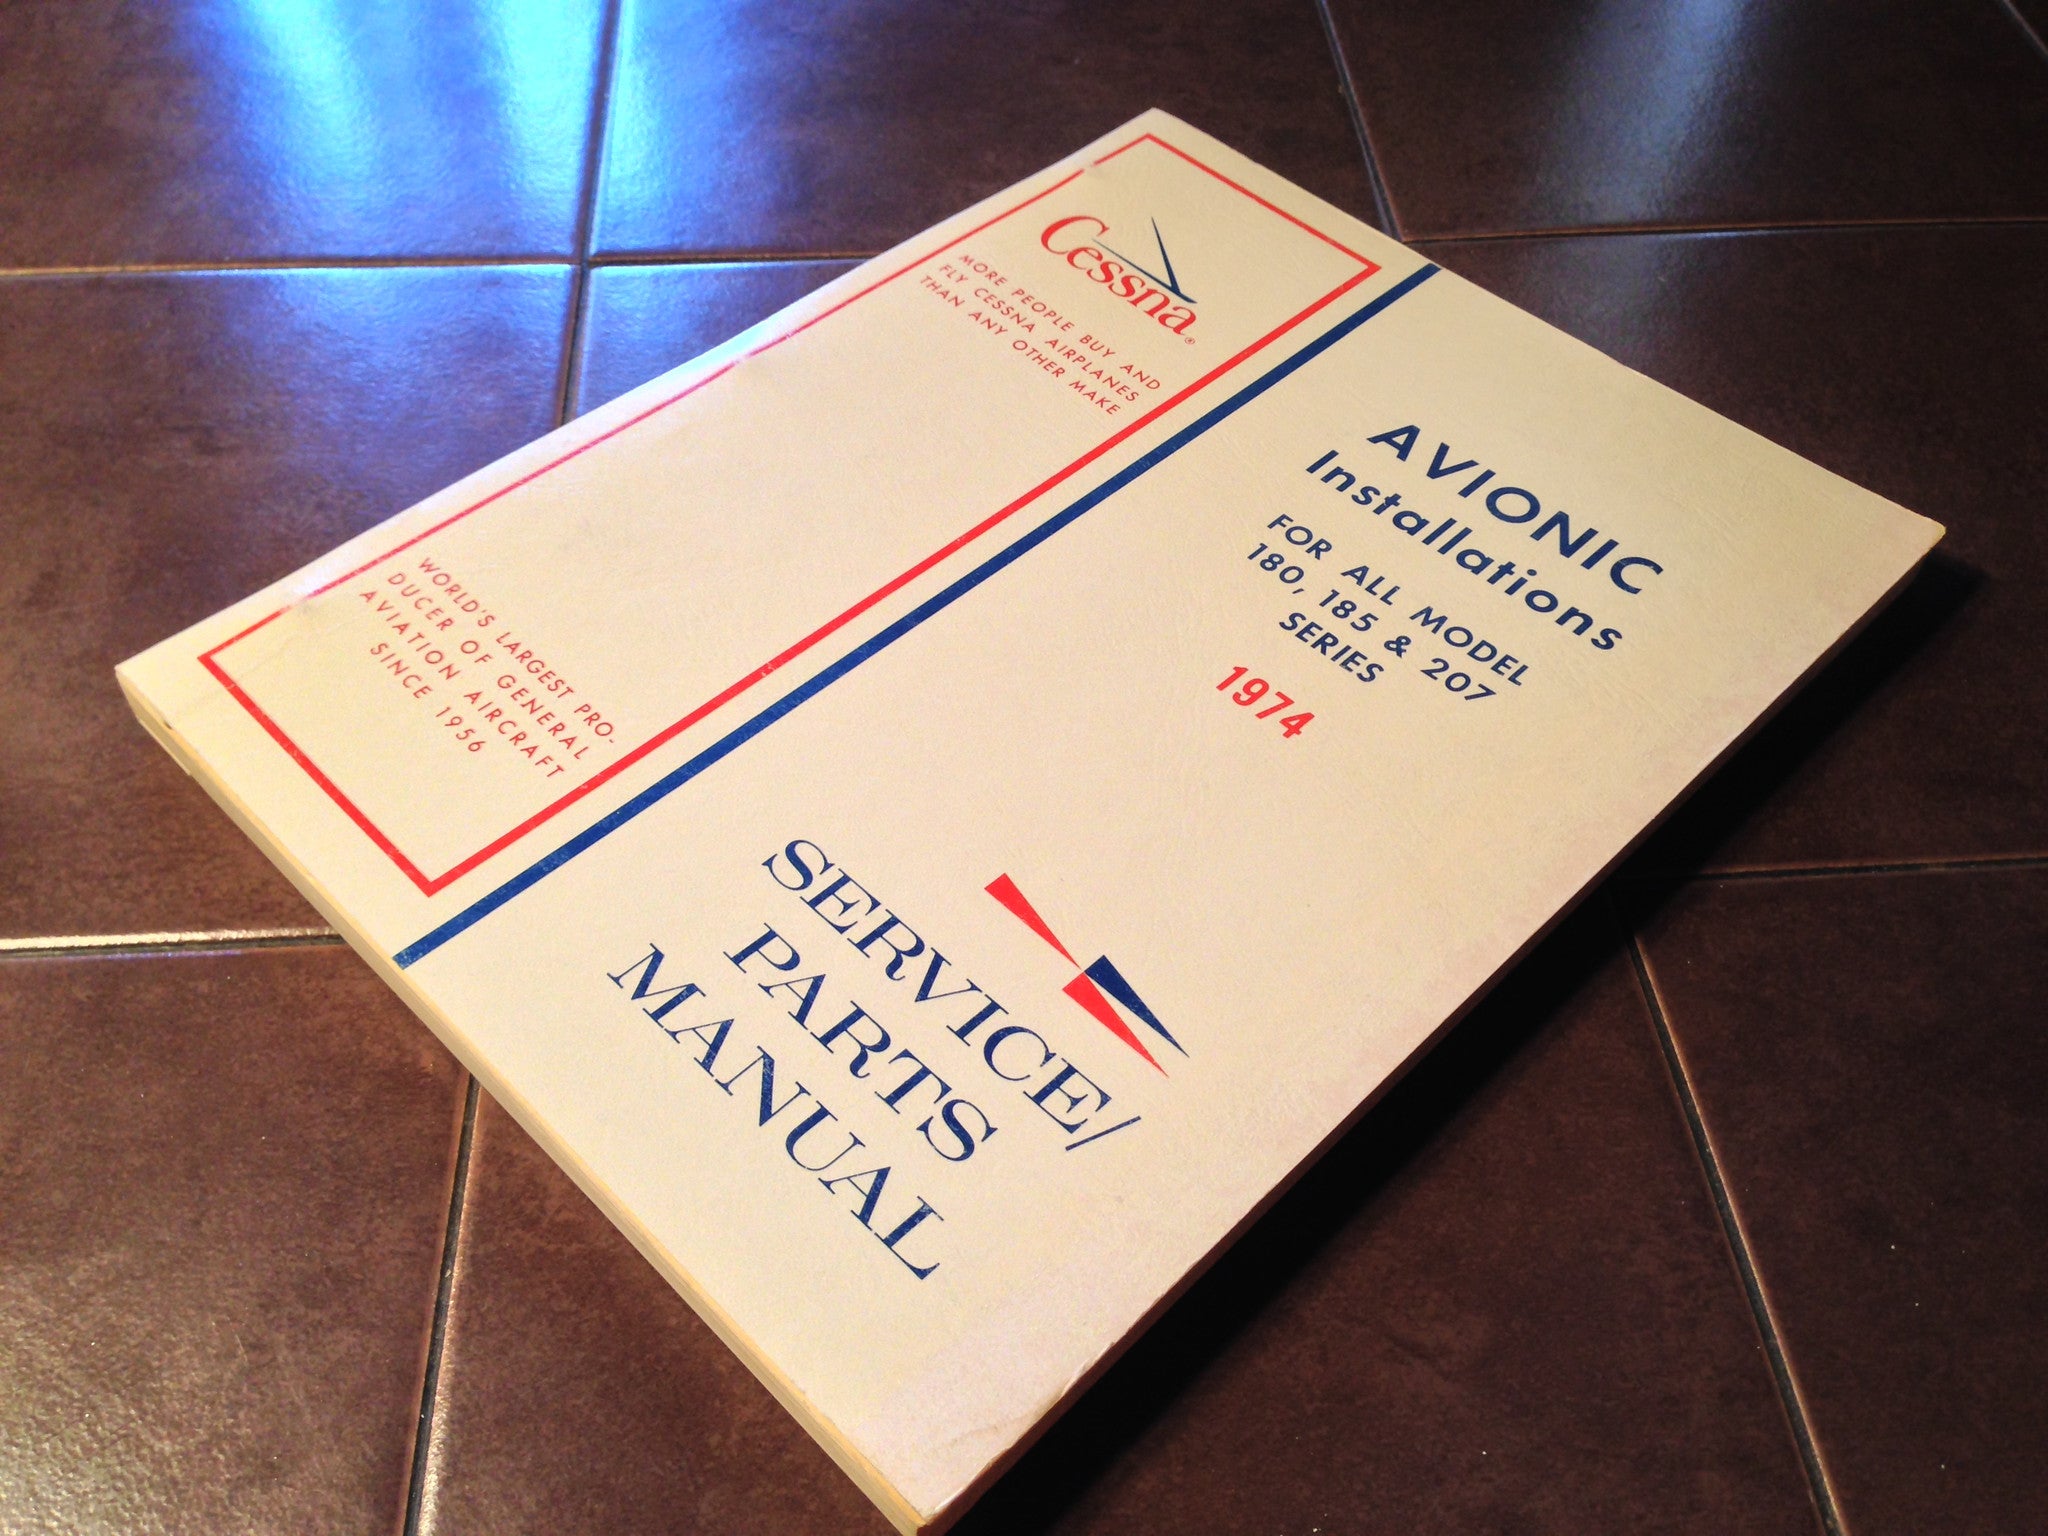 Cessna®
MORE PEOPLE BUY AND
FLY CESSNA AIRPLANES
THAN ANY OTHER MAKE
WORLD'S LARGEST PRO-
DUCER OF GENERAL
AVIATION AIRCRAFT
SINCE 1956
AVIONIC
Installations
FOR ALL MODEL
180, 185 & 207
SERIES
1974
SERVICE/
PARTS
MANUAL